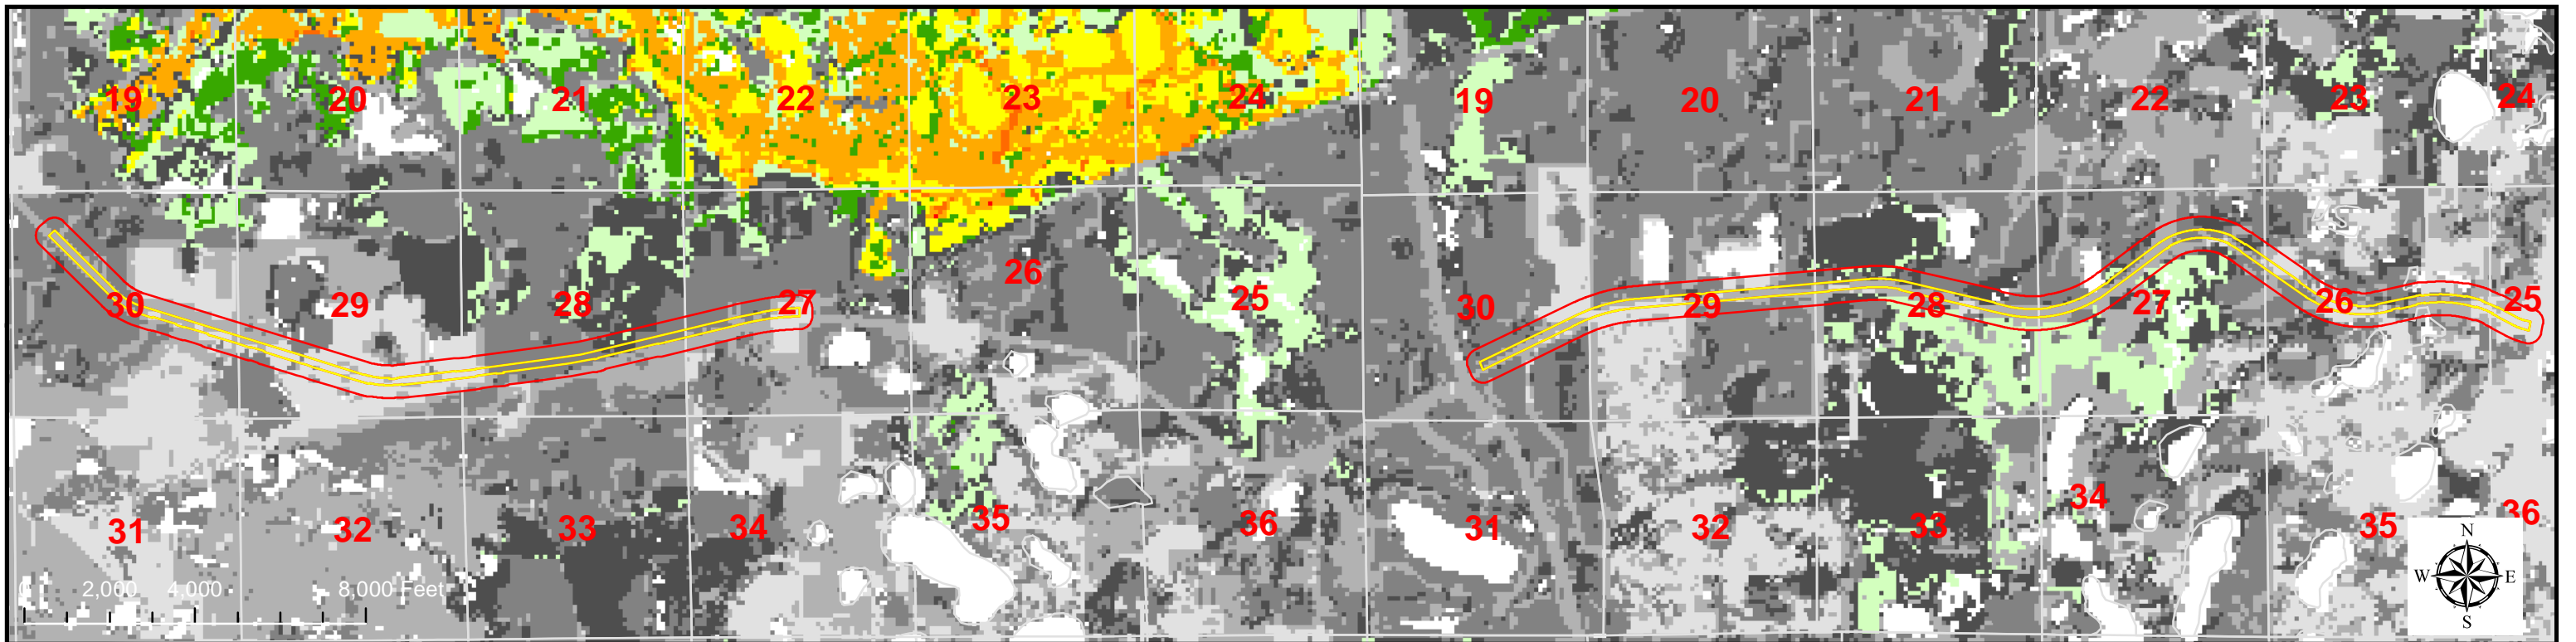 19 20 21 22 23 24 19 20 21 22 23 24
30 29 28 27 26 25 30 29 28 27 26 25
31 32 33 34 35 36 31 32 33 34 35 36
0 2,000 4,000 8,000 Feet
N
W E
S